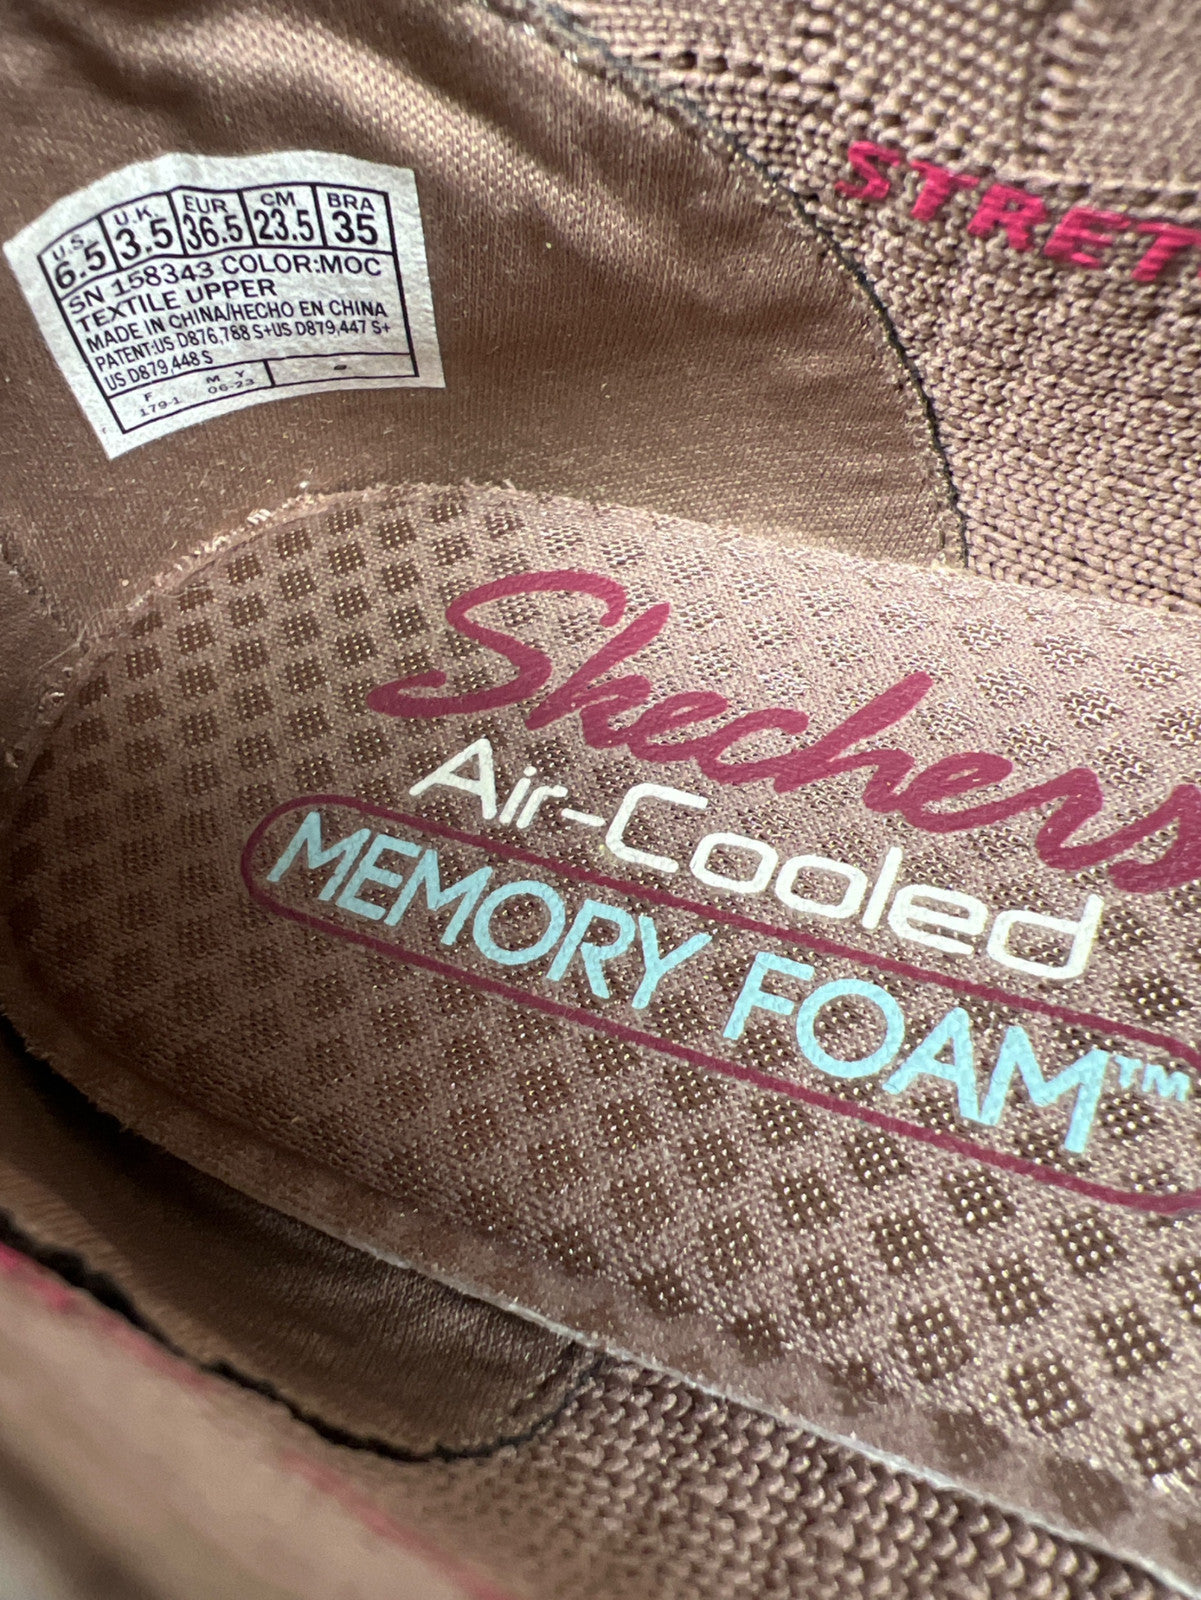 U.S. U.K. EUR CM BRA
6.5 3.5 36.5 23.5 35
SN 158343 COLOR:MOC
TEXTILE UPPER
MADE IN CHINA/HECHO EN CHINA
PATENT:US D876,788 S+US D879,447 S+
US D879,448 S
F M Y
179-1 06-23
STRET
Skechers
Air-Cooled
MEMORY FOAM™